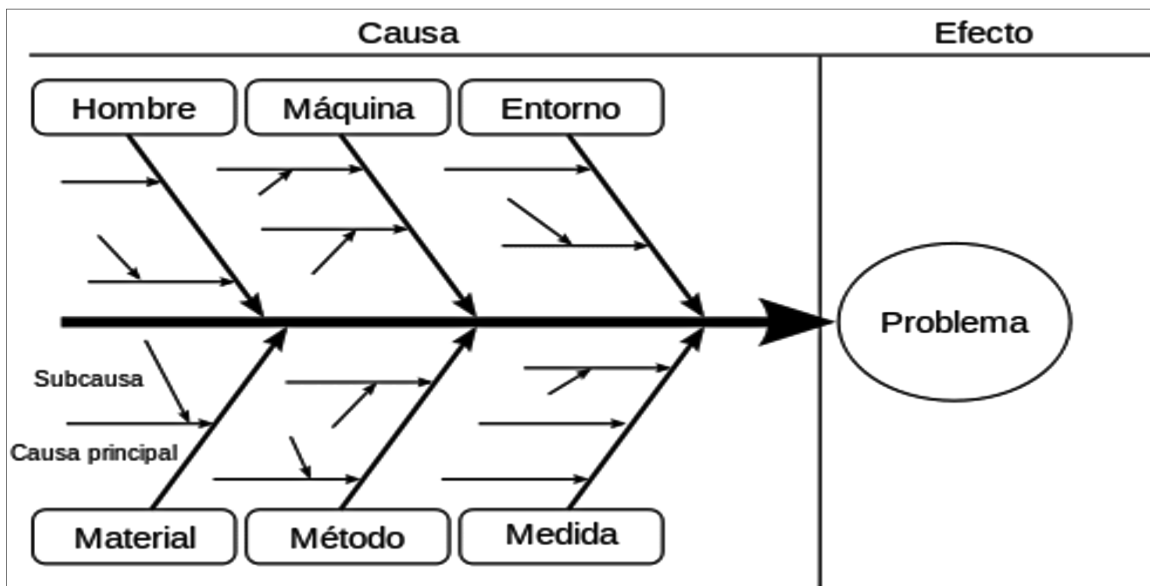 Causa
Efecto
Hombre
Máquina
Entorno
Problema
Subcausa
Causa principal
Material
Método
Medida